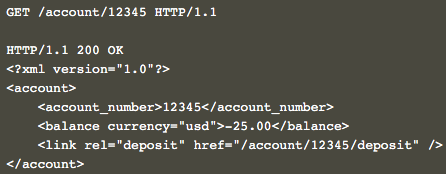 GET /account/12345 HTTP/1.1
HTTP/1.1 200 OK
<?xml version="1.0"?>
<account>
<account_number>12345</account_number>
<balance currency="usd">-25.00</balance>
<link rel="deposit" href="/account/12345/deposit" />
</account>